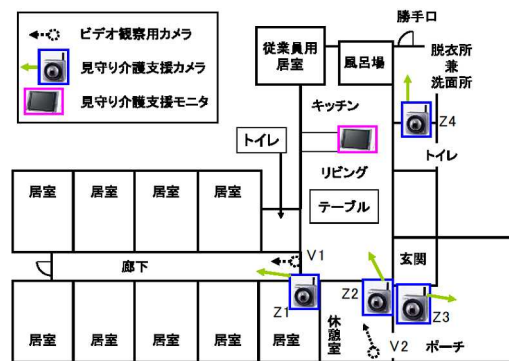 ビデオ観察用カメラ
見守り介護支援カメラ
見守り介護支援モニタ
勝手口
従業員用
居室
風呂場
脱衣所
兼
洗面所
キッチン
Z4
トイレ
トイレ
リビング
居室
居室
居室
居室
テーブル
V1
廊下
玄関
Z1
Z2
Z3
居室
居室
居室
居室
居室
休憩室
V2
ポーチ